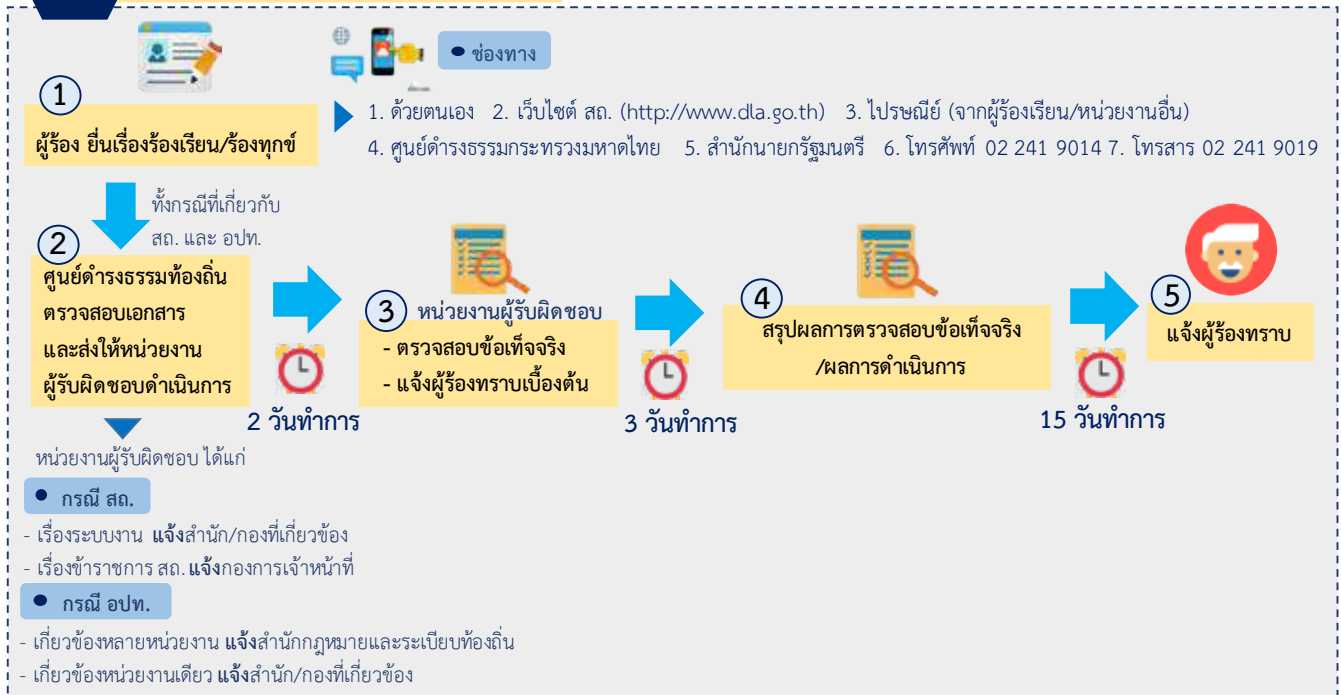 ● ช่องทาง
1
ผู้ร้อง ยื่นเรื่องร้องเรียน/ร้องทุกข์
1. ด้วยตนเอง 2. เว็บไซต์ สถ. (http://www.dla.go.th) 3. ไปรษณีย์ (จากผู้ร้องเรียน/หน่วยงานอื่น)
4. ศูนย์ดำรงธรรมกระทรวงมหาดไทย 5. สำนักนายกรัฐมนตรี 6. โทรศัพท์ 02 241 9014 7. โทรสาร 02 241 9019
ทั้งกรณีที่เกี่ยวกับ
สถ. และ อปท.
2
ศูนย์ดำรงธรรมท้องถิ่น
ตรวจสอบเอกสาร
และส่งให้หน่วยงาน
ผู้รับผิดชอบดำเนินการ
2 วันทำการ
3 หน่วยงานผู้รับผิดชอบ
- ตรวจสอบข้อเท็จจริง
- แจ้งผู้ร้องทราบเบื้องต้น
3 วันทำการ
4
สรุปผลการตรวจสอบข้อเท็จจริง
/ผลการดำเนินการ
15 วันทำการ
5
แจ้งผู้ร้องทราบ
หน่วยงานผู้รับผิดชอบ ได้แก่
● กรณี สถ.
- เรื่องระบบงาน แจ้งสำนัก/กองที่เกี่ยวข้อง
- เรื่องข้าราชการ สถ. แจ้งกองการเจ้าหน้าที่
● กรณี อปท.
- เกี่ยวข้องหลายหน่วยงาน แจ้งสำนักกฎหมายและระเบียบท้องถิ่น
- เกี่ยวข้องหน่วยงานเดียว แจ้งสำนัก/กองที่เกี่ยวข้อง